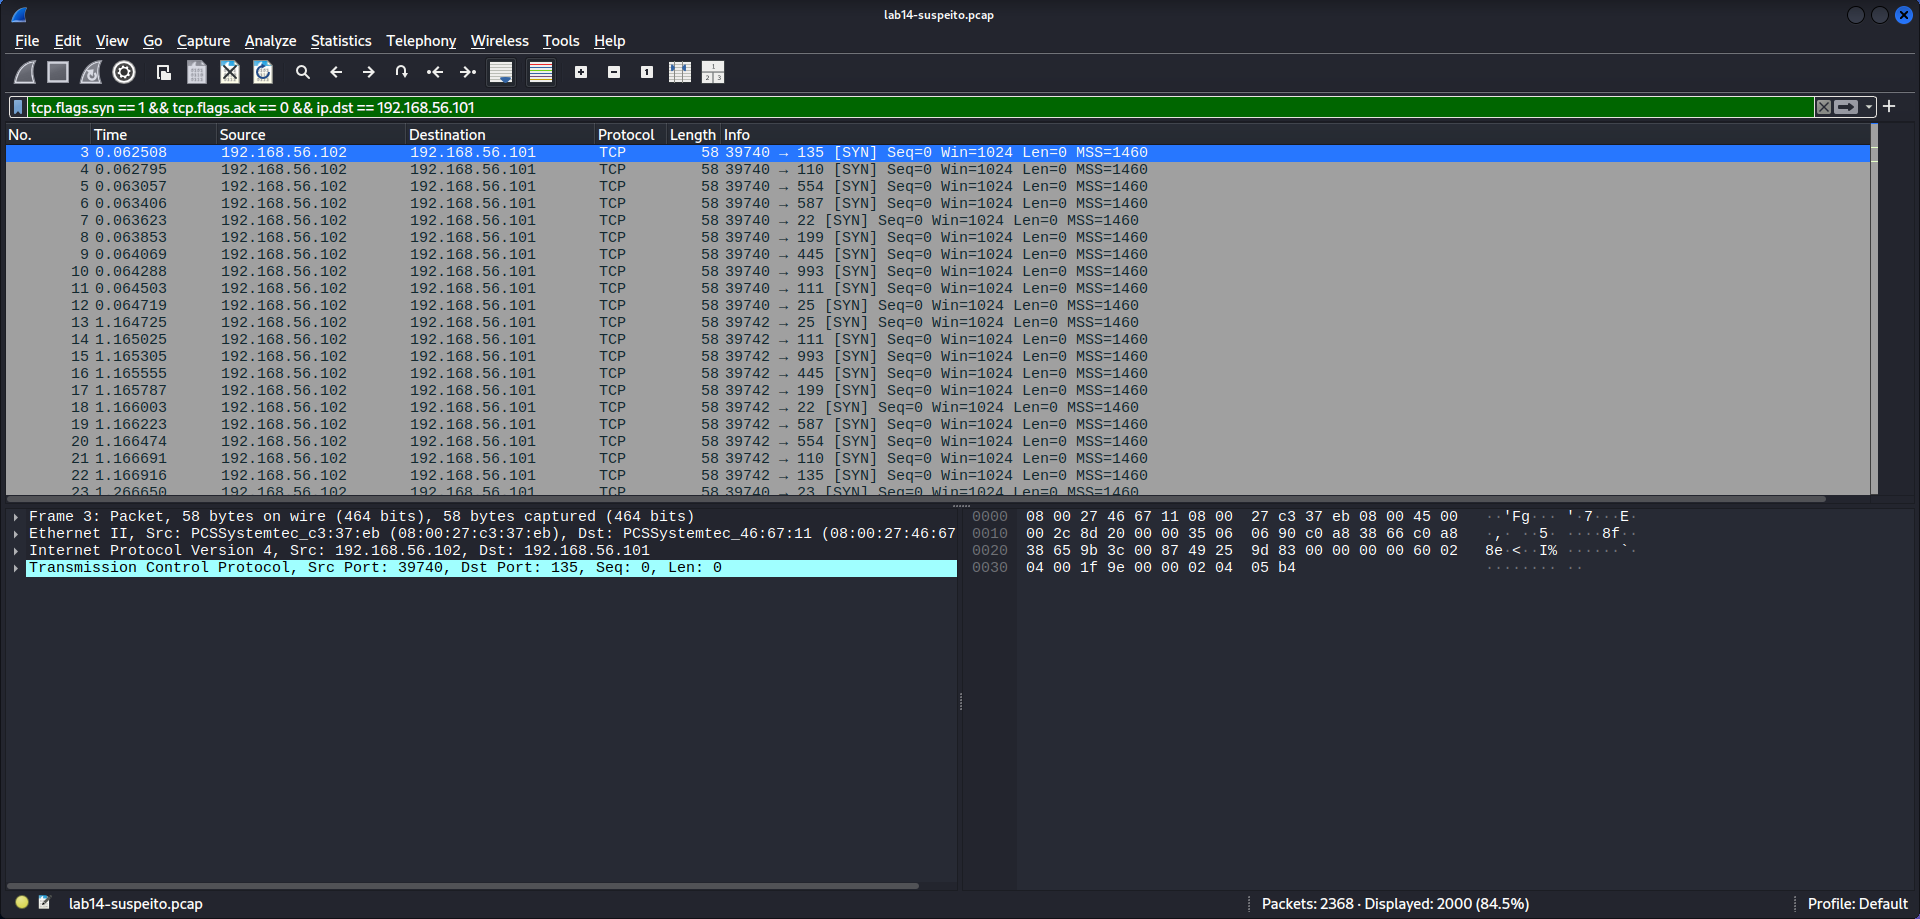 lab14-suspeito.pcap
File Edit View Go Capture Analyze Statistics Telephony Wireless Tools Help
tcp.flags.syn == 1 && tcp.flags.ack == 0 && ip.dst == 192.168.56.101
No. Time Source Destination Protocol Length Info
3 0.062508 192.168.56.102 192.168.56.101 TCP 58 39740 → 135 [SYN] Seq=0 Win=1024 Len=0 MSS=1460
4 0.062795 192.168.56.102 192.168.56.101 TCP 58 39740 → 110 [SYN] Seq=0 Win=1024 Len=0 MSS=1460
5 0.063057 192.168.56.102 192.168.56.101 TCP 58 39740 → 554 [SYN] Seq=0 Win=1024 Len=0 MSS=1460
6 0.063406 192.168.56.102 192.168.56.101 TCP 58 39740 → 587 [SYN] Seq=0 Win=1024 Len=0 MSS=1460
7 0.063623 192.168.56.102 192.168.56.101 TCP 58 39740 → 22 [SYN] Seq=0 Win=1024 Len=0 MSS=1460
8 0.063853 192.168.56.102 192.168.56.101 TCP 58 39740 → 199 [SYN] Seq=0 Win=1024 Len=0 MSS=1460
9 0.064069 192.168.56.102 192.168.56.101 TCP 58 39740 → 445 [SYN] Seq=0 Win=1024 Len=0 MSS=1460
10 0.064288 192.168.56.102 192.168.56.101 TCP 58 39740 → 993 [SYN] Seq=0 Win=1024 Len=0 MSS=1460
11 0.064503 192.168.56.102 192.168.56.101 TCP 58 39740 → 111 [SYN] Seq=0 Win=1024 Len=0 MSS=1460
12 0.064719 192.168.56.102 192.168.56.101 TCP 58 39740 → 25 [SYN] Seq=0 Win=1024 Len=0 MSS=1460
13 1.164725 192.168.56.102 192.168.56.101 TCP 58 39742 → 25 [SYN] Seq=0 Win=1024 Len=0 MSS=1460
14 1.165025 192.168.56.102 192.168.56.101 TCP 58 39742 → 111 [SYN] Seq=0 Win=1024 Len=0 MSS=1460
15 1.165305 192.168.56.102 192.168.56.101 TCP 58 39742 → 993 [SYN] Seq=0 Win=1024 Len=0 MSS=1460
16 1.165555 192.168.56.102 192.168.56.101 TCP 58 39742 → 445 [SYN] Seq=0 Win=1024 Len=0 MSS=1460
17 1.165787 192.168.56.102 192.168.56.101 TCP 58 39742 → 199 [SYN] Seq=0 Win=1024 Len=0 MSS=1460
18 1.166003 192.168.56.102 192.168.56.101 TCP 58 39742 → 22 [SYN] Seq=0 Win=1024 Len=0 MSS=1460
19 1.166223 192.168.56.102 192.168.56.101 TCP 58 39742 → 587 [SYN] Seq=0 Win=1024 Len=0 MSS=1460
20 1.166474 192.168.56.102 192.168.56.101 TCP 58 39742 → 554 [SYN] Seq=0 Win=1024 Len=0 MSS=1460
21 1.166691 192.168.56.102 192.168.56.101 TCP 58 39742 → 110 [SYN] Seq=0 Win=1024 Len=0 MSS=1460
22 1.166916 192.168.56.102 192.168.56.101 TCP 58 39742 → 135 [SYN] Seq=0 Win=1024 Len=0 MSS=1460
23 1.266650 192.168.56.102 192.168.56.101 TCP 58 39740 → 23 [SYN] Seq=0 Win=1024 Len=0 MSS=1460
Frame 3: Packet, 58 bytes on wire (464 bits), 58 bytes captured (464 bits)
Ethernet II, Src: PCSSystemtec_c3:37:eb (08:00:27:c3:37:eb), Dst: PCSSystemtec_46:67:11 (08:00:27:46:67
Internet Protocol Version 4, Src: 192.168.56.102, Dst: 192.168.56.101
Transmission Control Protocol, Src Port: 39740, Dst Port: 135, Seq: 0, Len: 0
0000 08 00 27 46 67 11 08 00 27 c3 37 eb 08 00 45 00 ··'Fg··· '·7···E·
0010 00 2c 8d 20 00 00 35 06 06 90 c0 a8 38 66 c0 a8 ·,· ··5· ····8f··
0020 38 65 9b 3c 00 87 49 25 9d 83 00 00 00 00 60 02 8e·<··I% ······`·
0030 04 00 1f 9e 00 00 02 04 05 b4 ········ ··
lab14-suspeito.pcap
Packets: 2368 · Displayed: 2000 (84.5%)
Profile: Default